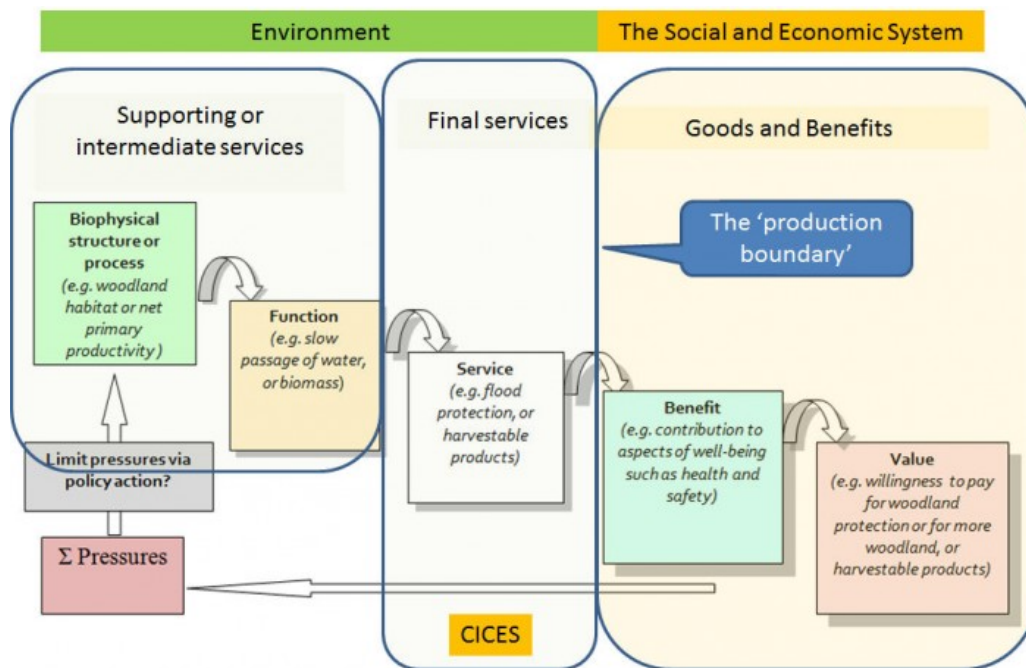 Environment
The Social and Economic System
Supporting or
intermediate services
Final services
Goods and Benefits
The ‘production
boundary’
Biophysical
structure or
process
(e.g. woodland
habitat or net
primary
productivity )
Function
(e.g. slow
passage of water,
or biomass)
Service
(e.g. flood
protection, or
harvestable
products)
Benefit
(e.g. contribution to
aspects of well-being
such as health and
safety)
Value
(e.g. willingness to pay
for woodland
protection or for more
woodland, or
harvestable products)
Limit pressures via
policy action?
Σ Pressures
CICES